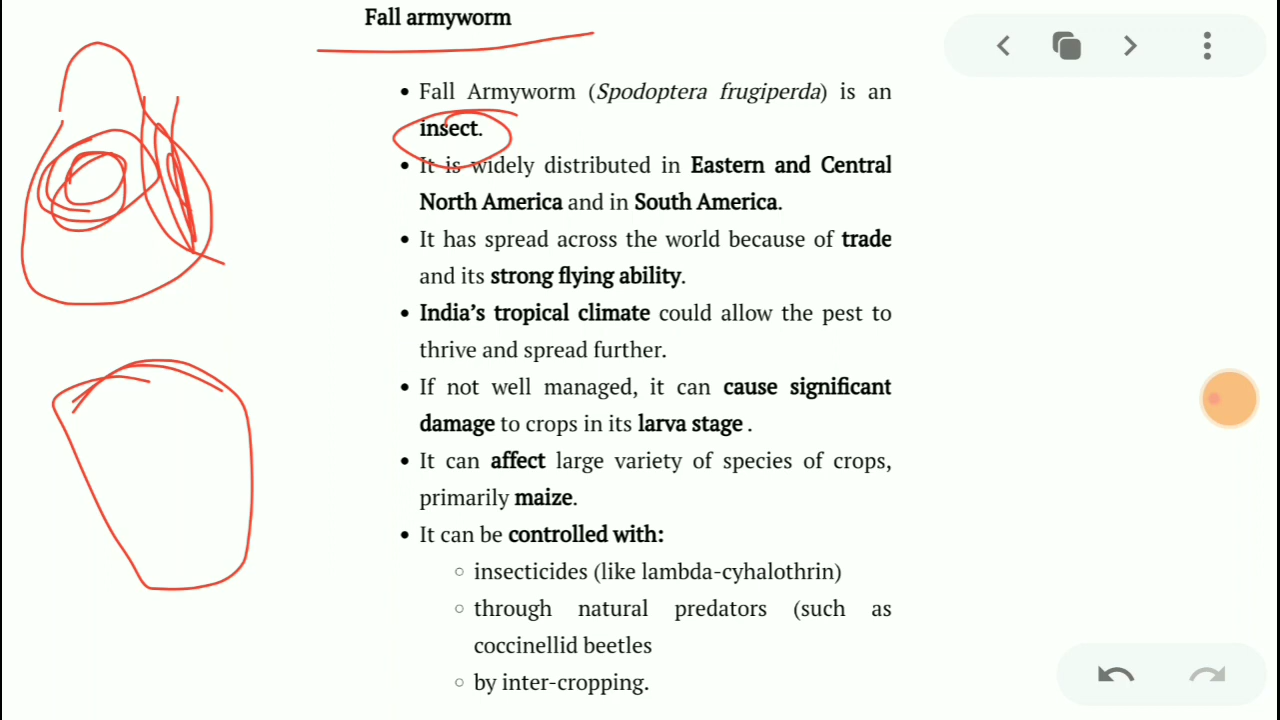 Fall armyworm
• Fall Armyworm (Spodoptera frugiperda) is an
insect.
• It is widely distributed in Eastern and Central
North America and in South America.
• It has spread across the world because of trade
and its strong flying ability.
• India’s tropical climate could allow the pest to
thrive and spread further.
• If not well managed, it can cause significant
damage to crops in its larva stage .
• It can affect large variety of species of crops,
primarily maize.
• It can be controlled with:
◦ insecticides (like lambda-cyhalothrin)
◦ through natural predators (such as
coccinellid beetles
◦ by inter-cropping.